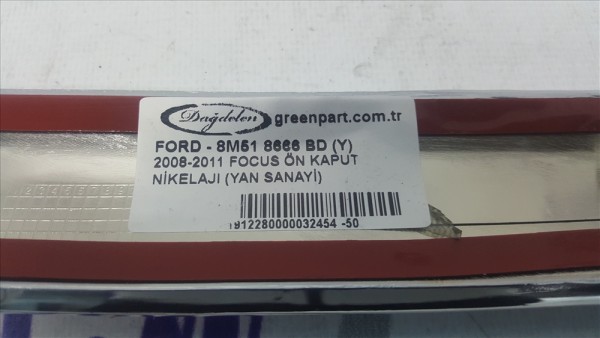 Dağdelen greenpart.com.tr
FORD - 8M51 8666 BD (Y)
2008-2011 FOCUS ÖN KAPUT
NİKELAJI (YAN SANAYİ)
1912280000032454 -50